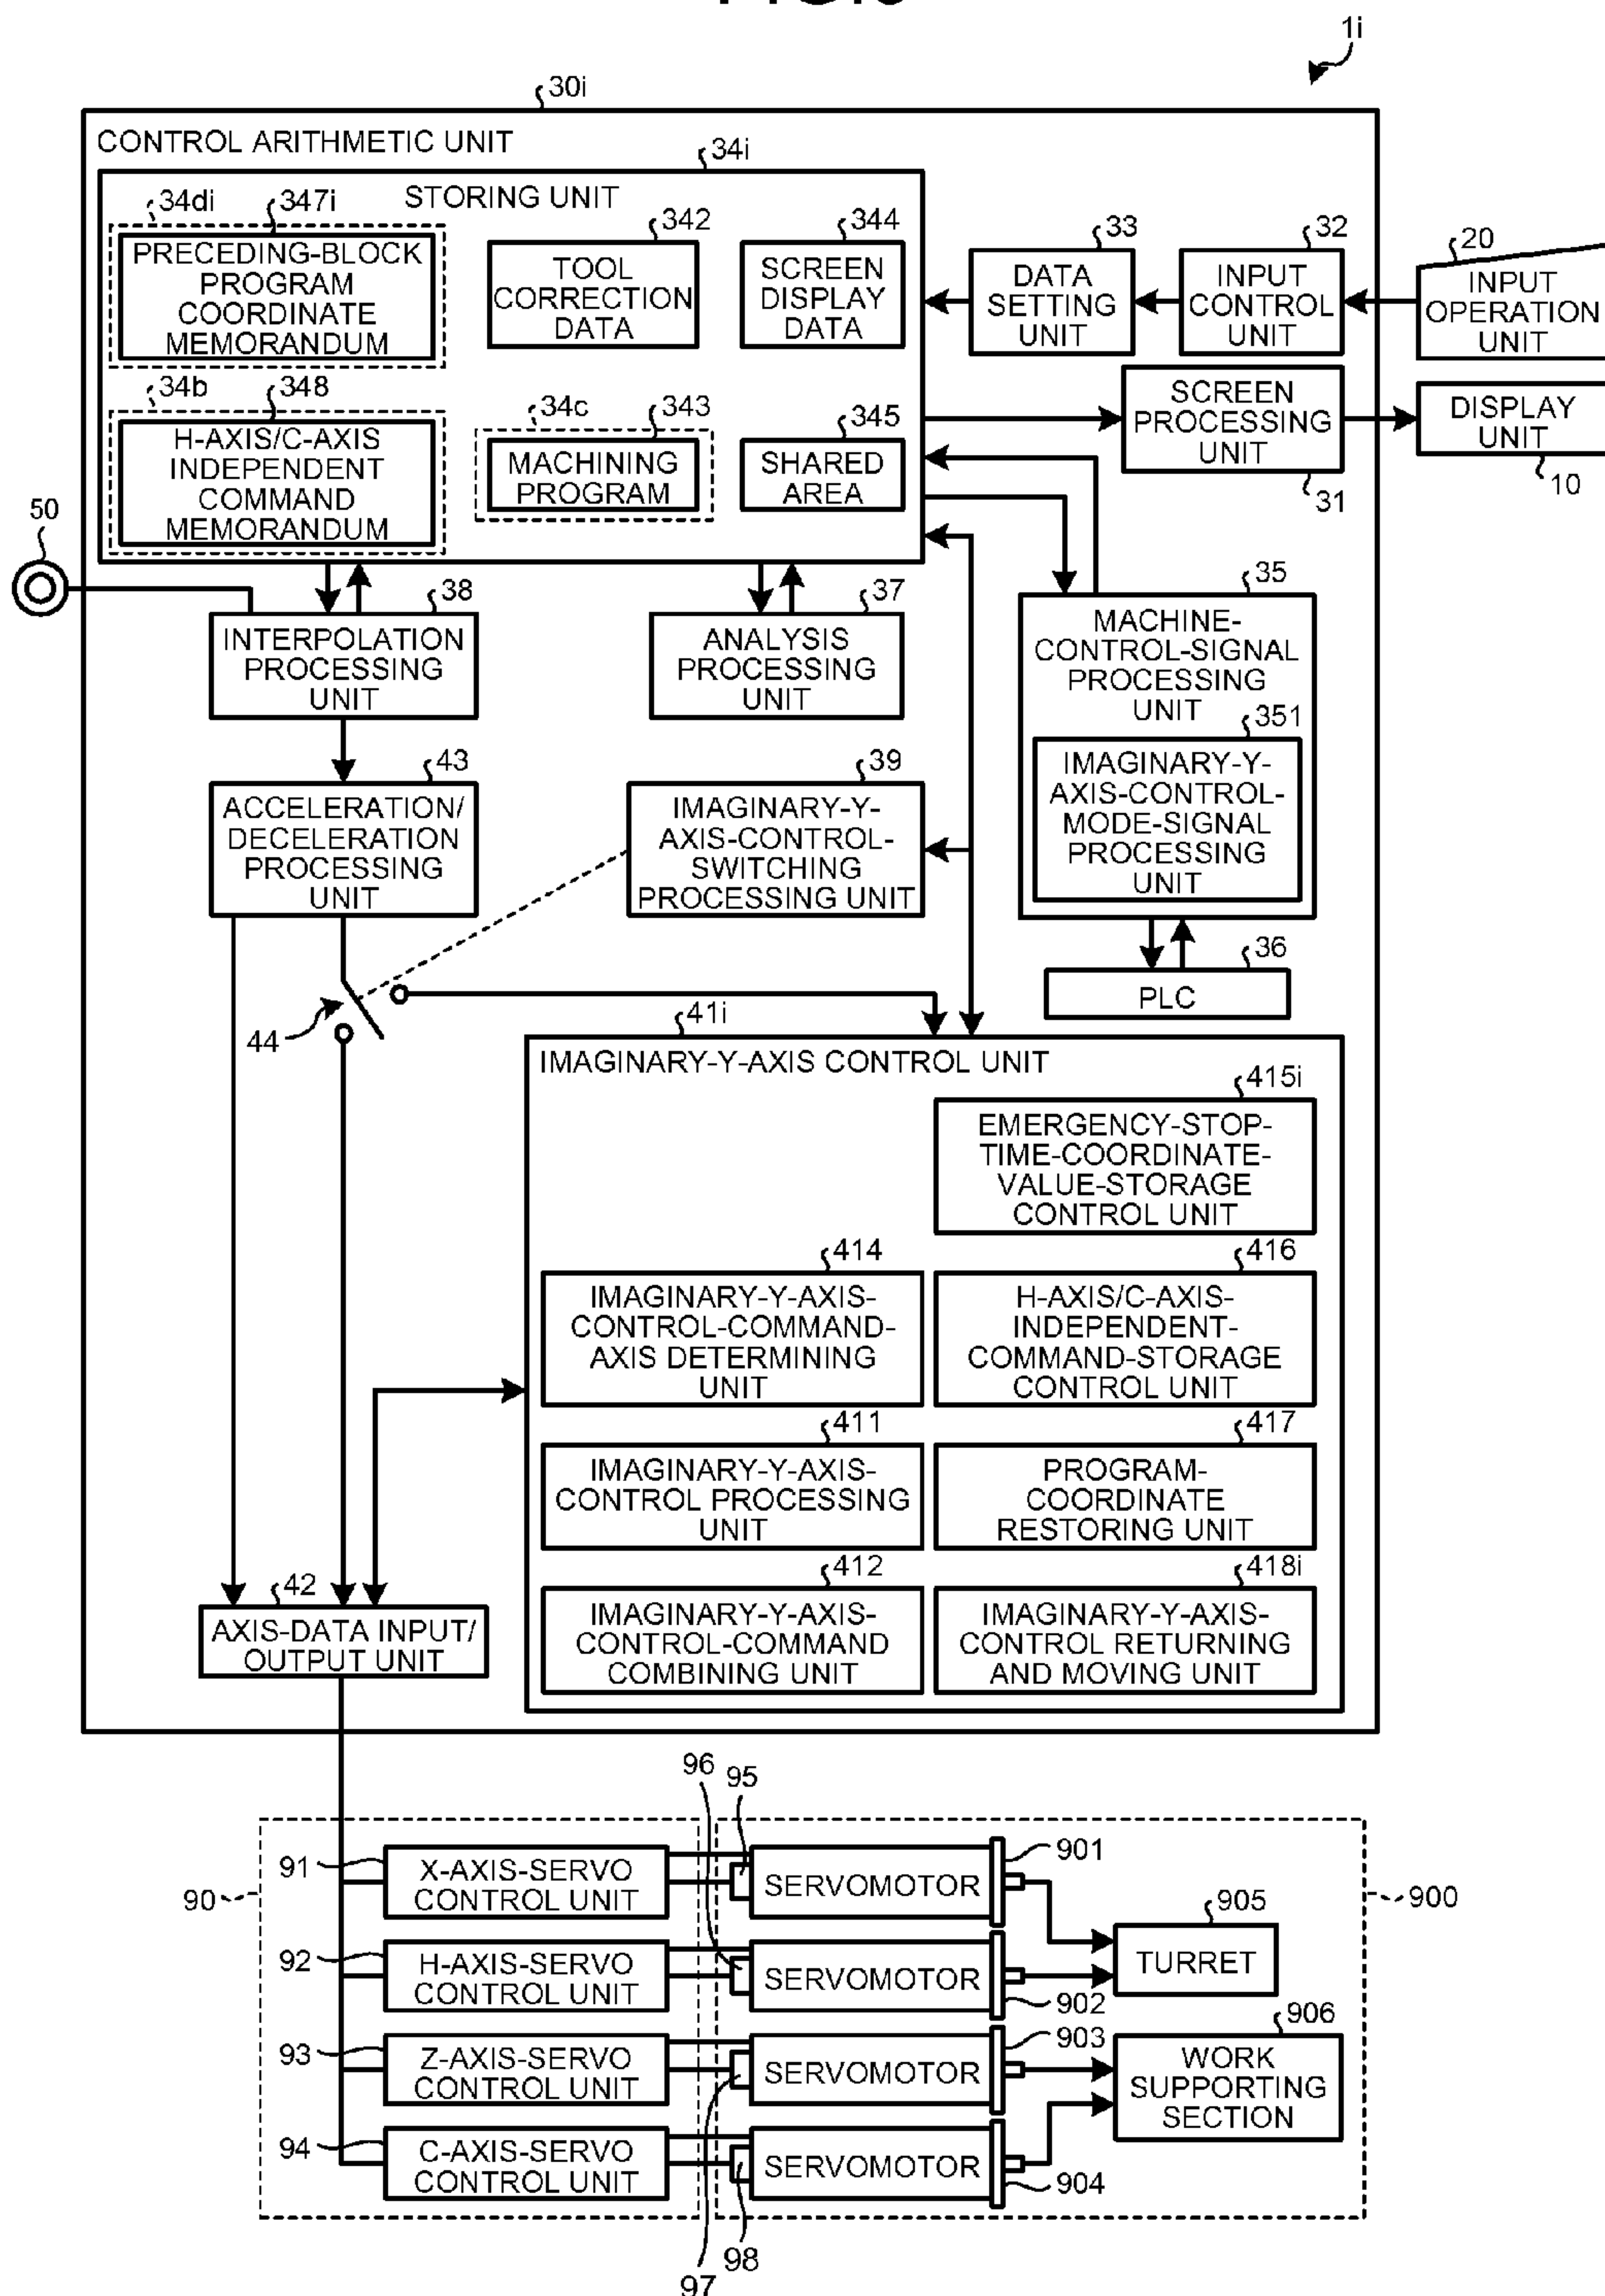 1i
30i
CONTROL ARITHMETIC UNIT
34i
STORING UNIT
34di
347i
PRECEDING-BLOCK
PROGRAM
COORDINATE
MEMORANDUM
342
TOOL
CORRECTION
DATA
344
SCREEN
DISPLAY
DATA
33
DATA
SETTING
UNIT
32
INPUT
CONTROL
UNIT
20
INPUT
OPERATION
UNIT
34b
348
H-AXIS/C-AXIS
INDEPENDENT
COMMAND
MEMORANDUM
34c
343
MACHINING
PROGRAM
345
SHARED
AREA
SCREEN
PROCESSING
UNIT
31
DISPLAY
UNIT
10
50
38
INTERPOLATION
PROCESSING
UNIT
37
ANALYSIS
PROCESSING
UNIT
35
MACHINE-
CONTROL-SIGNAL
PROCESSING
UNIT
351
IMAGINARY-Y-
AXIS-CONTROL-
MODE-SIGNAL
PROCESSING
UNIT
43
ACCELERATION/
DECELERATION
PROCESSING
UNIT
39
IMAGINARY-Y-
AXIS-CONTROL-
SWITCHING
PROCESSING UNIT
36
PLC
44
41i
IMAGINARY-Y-AXIS CONTROL UNIT
415i
EMERGENCY-STOP-
TIME-COORDINATE-
VALUE-STORAGE
CONTROL UNIT
414
IMAGINARY-Y-AXIS-
CONTROL-COMMAND-
AXIS DETERMINING
UNIT
416
H-AXIS/C-AXIS-
INDEPENDENT-
COMMAND-STORAGE
CONTROL UNIT
411
IMAGINARY-Y-AXIS-
CONTROL PROCESSING
UNIT
417
PROGRAM-
COORDINATE
RESTORING UNIT
412
IMAGINARY-Y-AXIS-
CONTROL-COMMAND
COMBINING UNIT
418i
IMAGINARY-Y-AXIS-
CONTROL RETURNING
AND MOVING UNIT
42
AXIS-DATA INPUT/
OUTPUT UNIT
96
95
90
91
X-AXIS-SERVO
CONTROL UNIT
SERVOMOTOR
901
900
92
H-AXIS-SERVO
CONTROL UNIT
SERVOMOTOR
902
905
TURRET
93
Z-AXIS-SERVO
CONTROL UNIT
SERVOMOTOR
903
906
WORK
SUPPORTING
SECTION
94
C-AXIS-SERVO
CONTROL UNIT
SERVOMOTOR
904
98
97